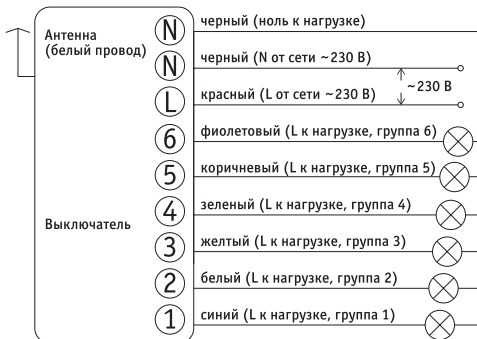 Антенна
(белый провод)
N черный (ноль к нагрузке)
N черный (N от сети ~230 В)
~230 В
L красный (L от сети ~230 В)
6 фиолетовый (L к нагрузке, группа 6)
5 коричневый (L к нагрузке, группа 5)
4 зеленый (L к нагрузке, группа 4)
Выключатель
3 желтый (L к нагрузке, группа 3)
2 белый (L к нагрузке, группа 2)
1 синий (L к нагрузке, группа 1)